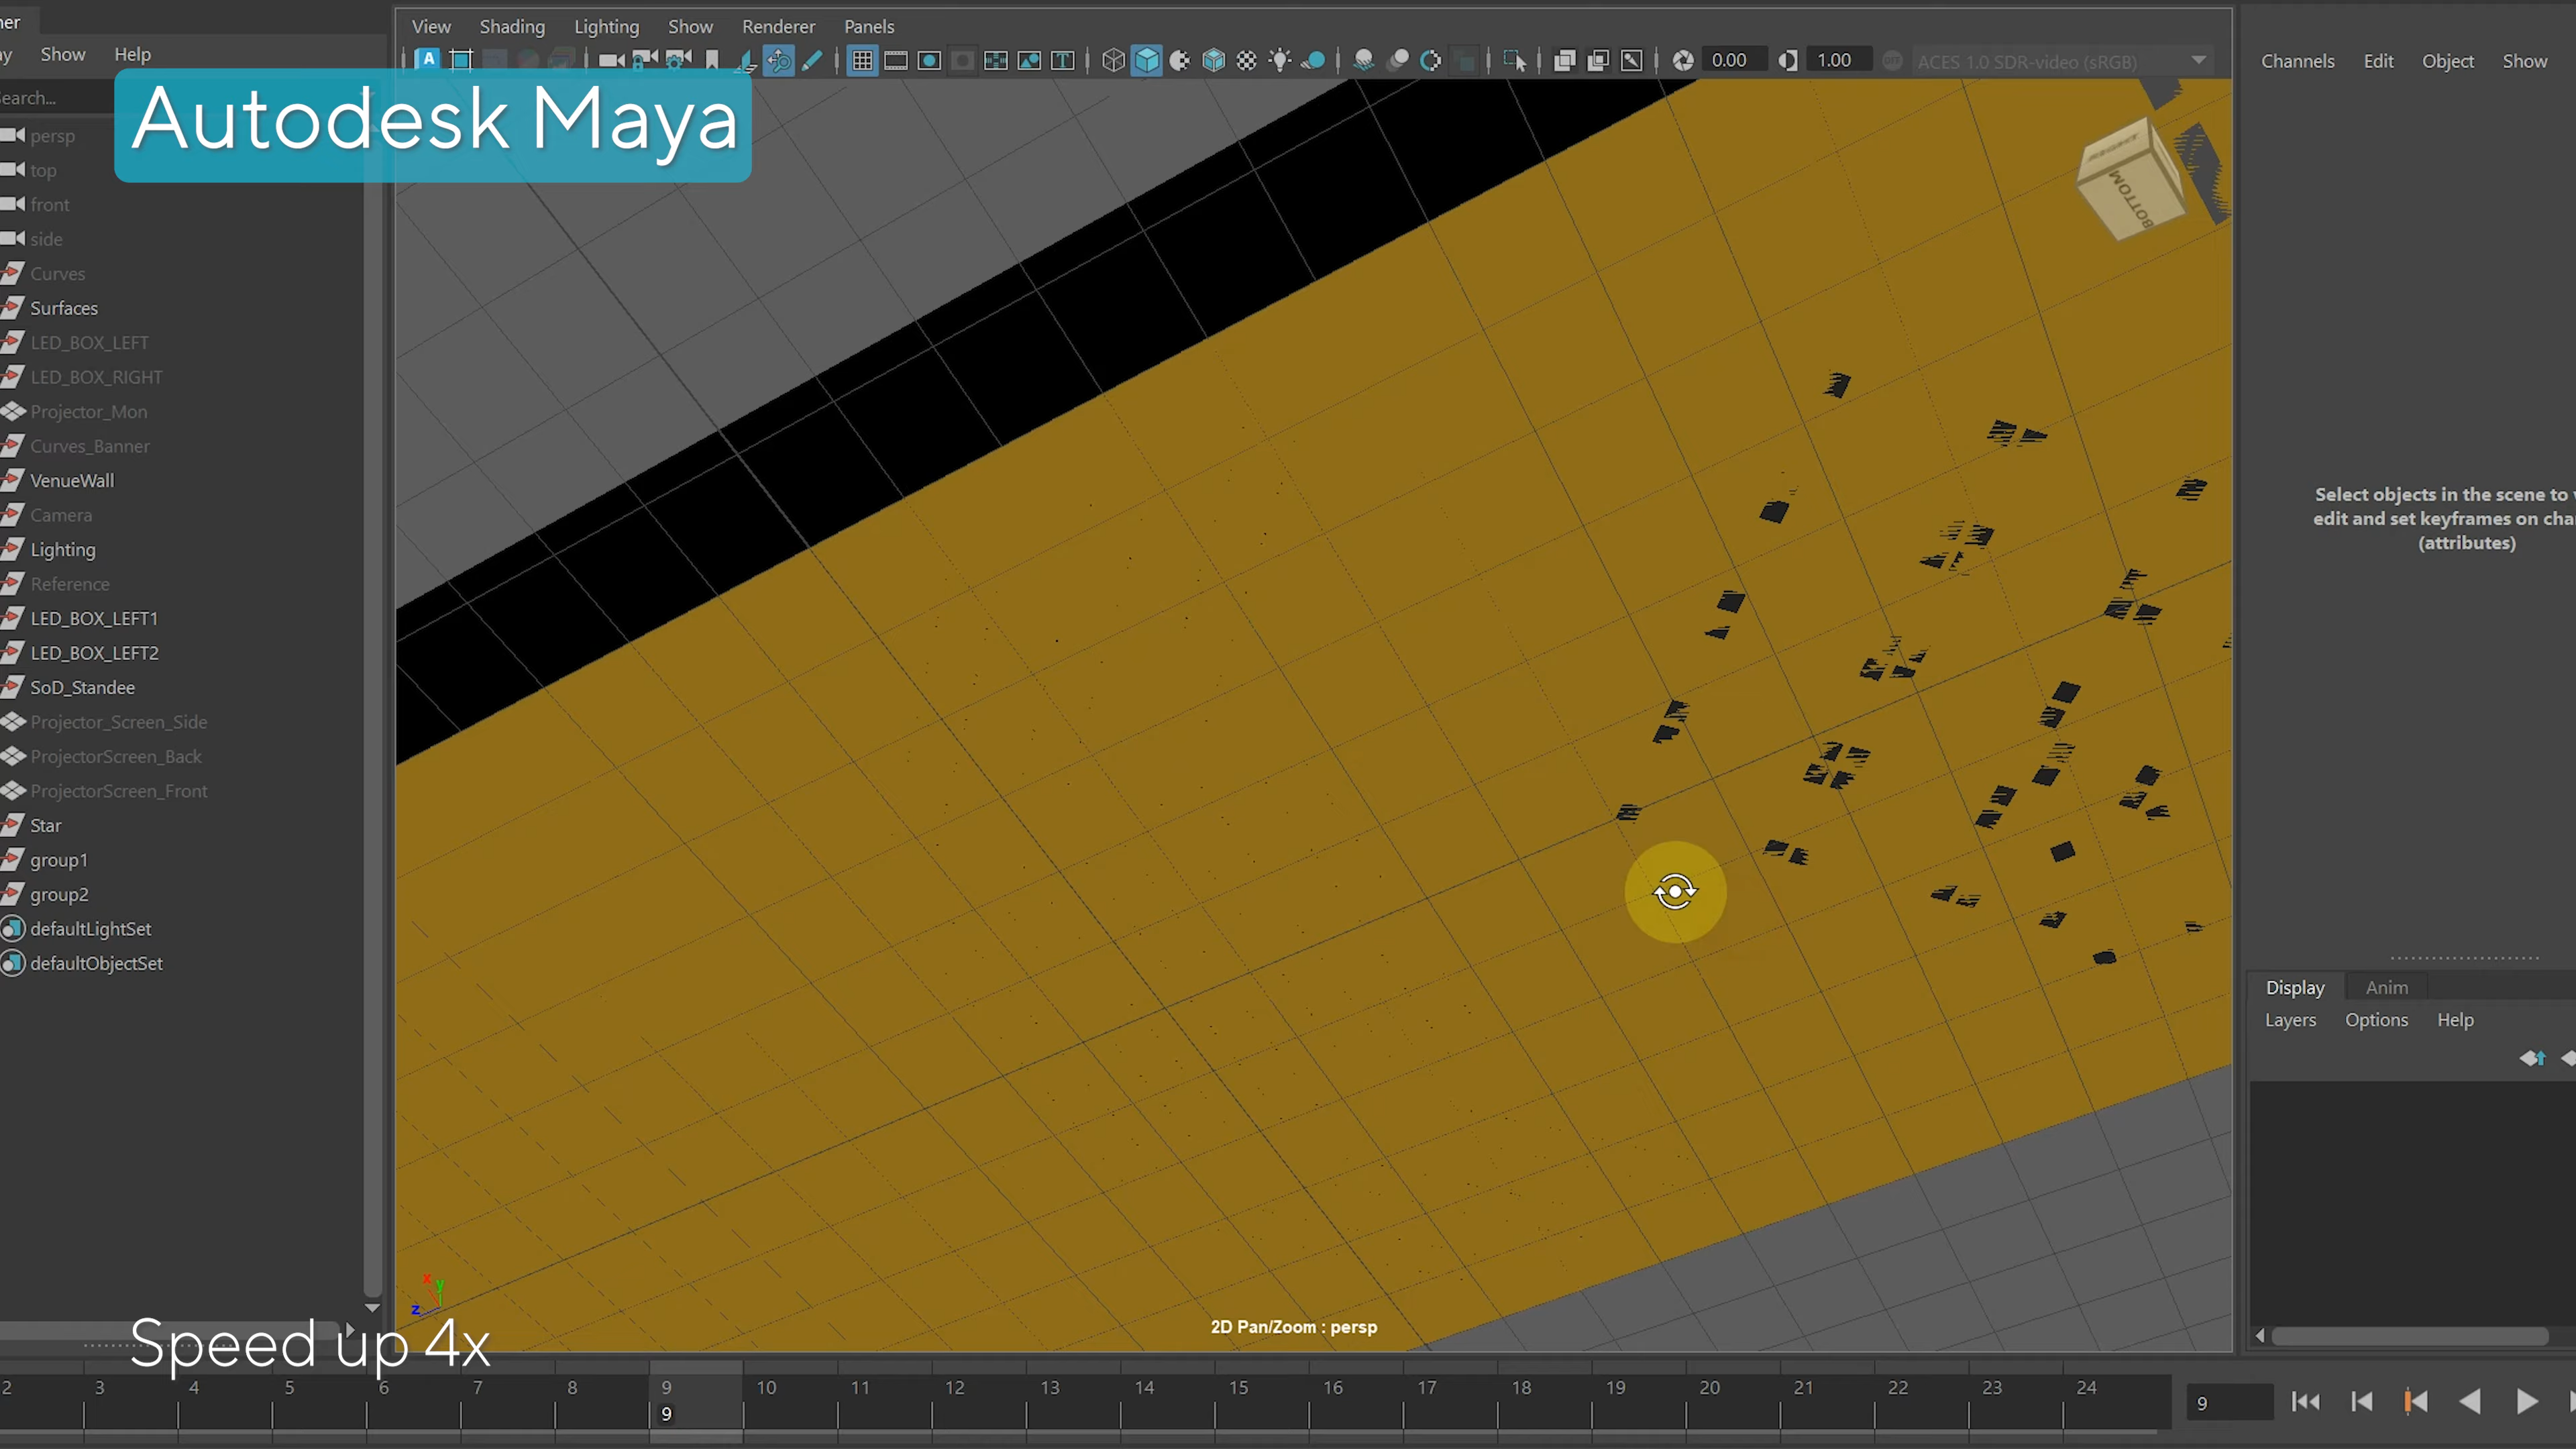 ner
View Shading Lighting Show Renderer Panels
ay Show Help
0.00 1.00 ACES 1.0 SDR-video (sRGB)
Channels Edit Object Show
Search...
Autodesk Maya
persp
top
front
side
Curves
Surfaces
LED_BOX_LEFT
LED_BOX_RIGHT
Projector_Mon
Curves_Banner
VenueWall
Camera
Lighting
Reference
LED_BOX_LEFT1
LED_BOX_LEFT2
SoD_Standee
Projector_Screen_Side
ProjectorScreen_Back
ProjectorScreen_Front
Star
group1
group2
defaultLightSet
defaultObjectSet
BOTTOM
Select objects in the scene to
edit and set keyframes on cha
(attributes)
Display Anim
Layers Options Help
x
y
z
2D Pan/Zoom : persp
Speed up 4x
2 3 4 5 6 7 8 9 10 11 12 13 14 15 16 17 18 19 20 21 22 23 24
9
9